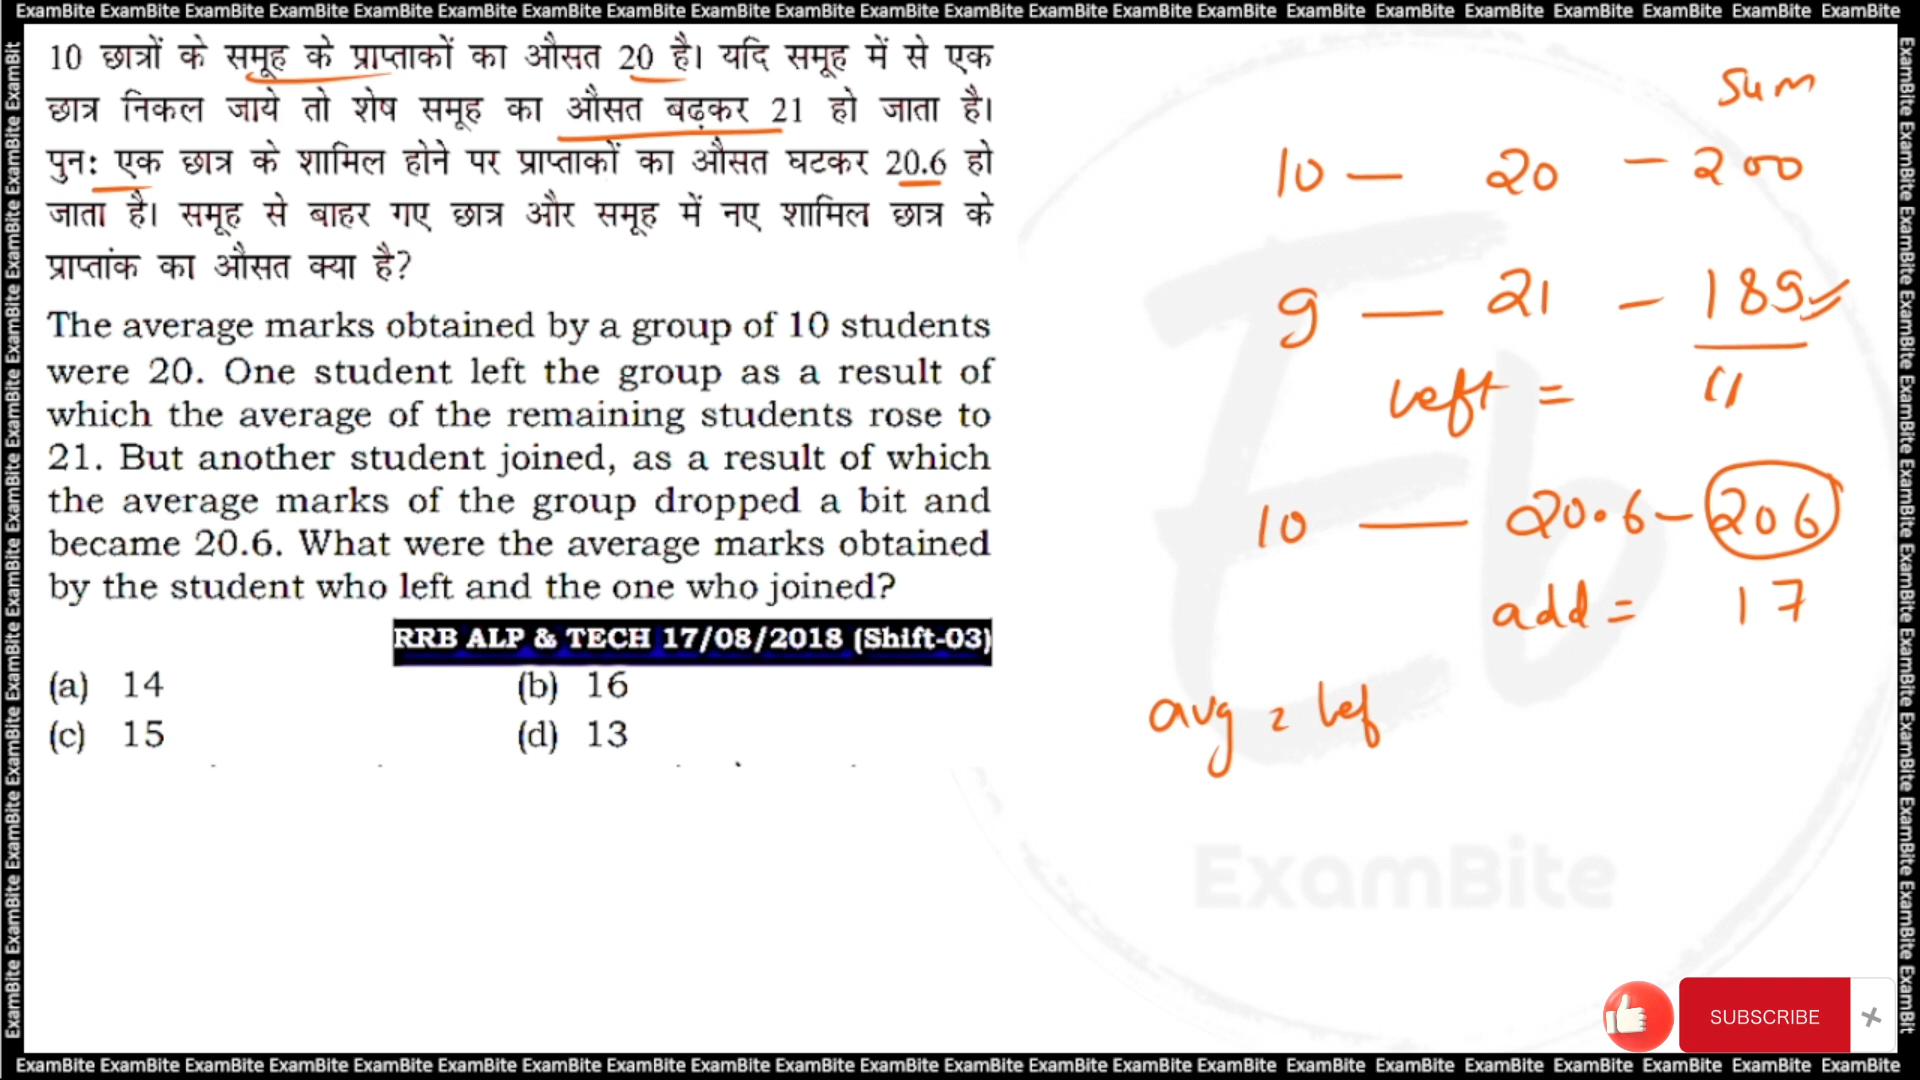 ExamBite ExamBite ExamBite ExamBite ExamBite ExamBite ExamBite ExamBite ExamBite ExamBite ExamBite ExamBite ExamBite ExamBite ExamBite ExamBite ExamBite ExamBite ExamBite ExamBite ExamBite ExamBite
10 छात्रों के समूह के प्राप्ताकों का औसत 20 है। यदि समूह में से एक
छात्र निकल जाये तो शेष समूह का औसत बढ़कर 21 हो जाता है।
पुन: एक छात्र के शामिल होने पर प्राप्ताकों का औसत घटकर 20.6 हो
जाता है। समूह से बाहर गए छात्र और समूह में नए शामिल छात्र के
प्राप्तांक का औसत क्या है?
The average marks obtained by a group of 10 students
were 20. One student left the group as a result of
which the average of the remaining students rose to
21. But another student joined, as a result of which
the average marks of the group dropped a bit and
became 20.6. What were the average marks obtained
by the student who left and the one who joined?
RRB ALP & TECH 17/08/2018 (Shift-03)
(a) 14 (b) 16
(c) 15 (d) 13
Sum
10 — 20 - 200
9 — 21 - 189
left = 11
10 — 20.6 - 206
add = 17
avg = lef
ExamBite
SUBSCRIBE
ExamBite ExamBite ExamBite ExamBite ExamBite ExamBite ExamBite ExamBite ExamBite ExamBite ExamBite ExamBite ExamBite ExamBite ExamBite ExamBite ExamBite ExamBite ExamBite ExamBite ExamBite ExamBite